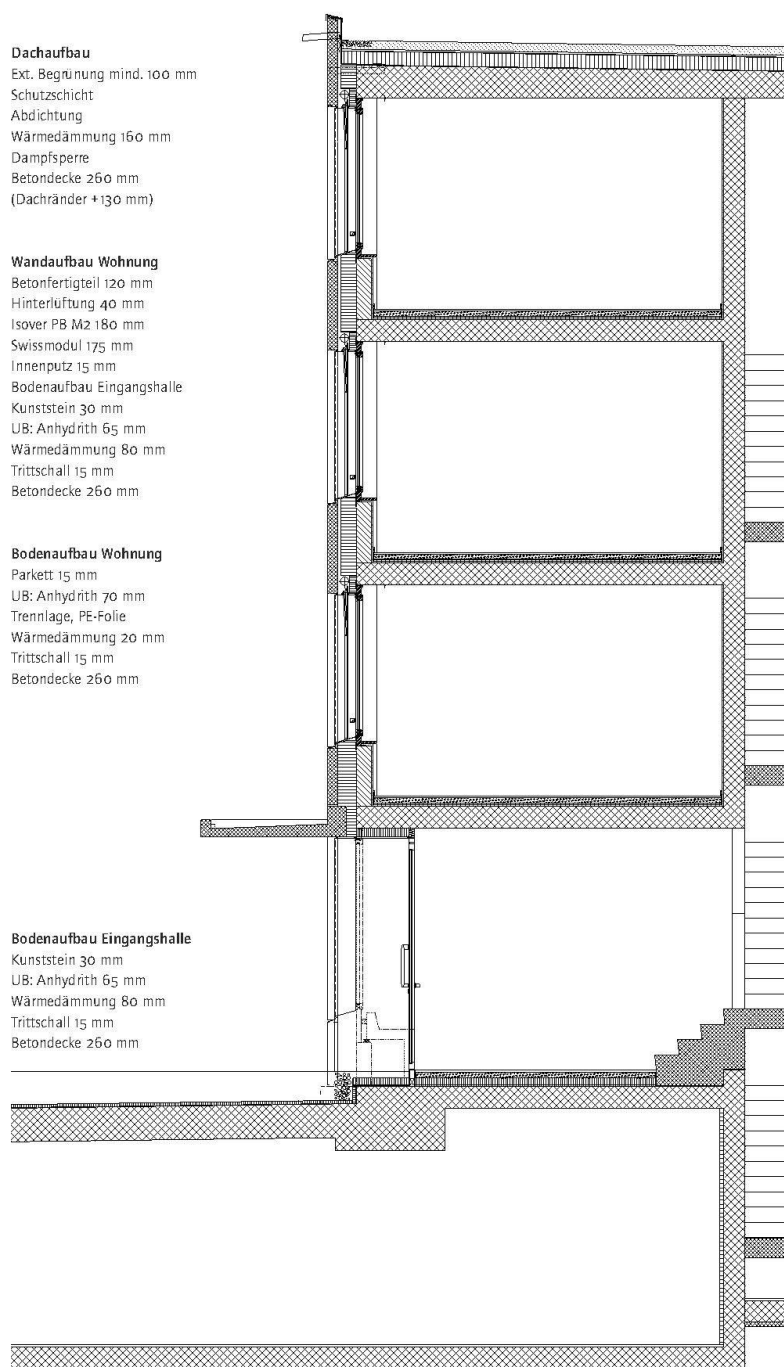 Dachaufbau
Ext. Begrünung mind. 100 mm
Schutzschicht
Abdichtung
Wärmedämmung 160 mm
Dampfsperre
Betondecke 260 mm
(Dachränder +130 mm)
Wandaufbau Wohnung
Betonfertigteil 120 mm
Hinterlüftung 40 mm
Isover PB M2 180 mm
Swissmodul 175 mm
Innenputz 15 mm
Bodenaufbau Eingangshalle
Kunststein 30 mm
UB: Anhydrith 65 mm
Wärmedämmung 80 mm
Trittschall 15 mm
Betondecke 260 mm
Bodenaufbau Wohnung
Parkett 15 mm
UB: Anhydrith 70 mm
Trennlage, PE-Folie
Wärmedämmung 20 mm
Trittschall 15 mm
Betondecke 260 mm
Bodenaufbau Eingangshalle
Kunststein 30 mm
UB: Anhydrith 65 mm
Wärmedämmung 80 mm
Trittschall 15 mm
Betondecke 260 mm